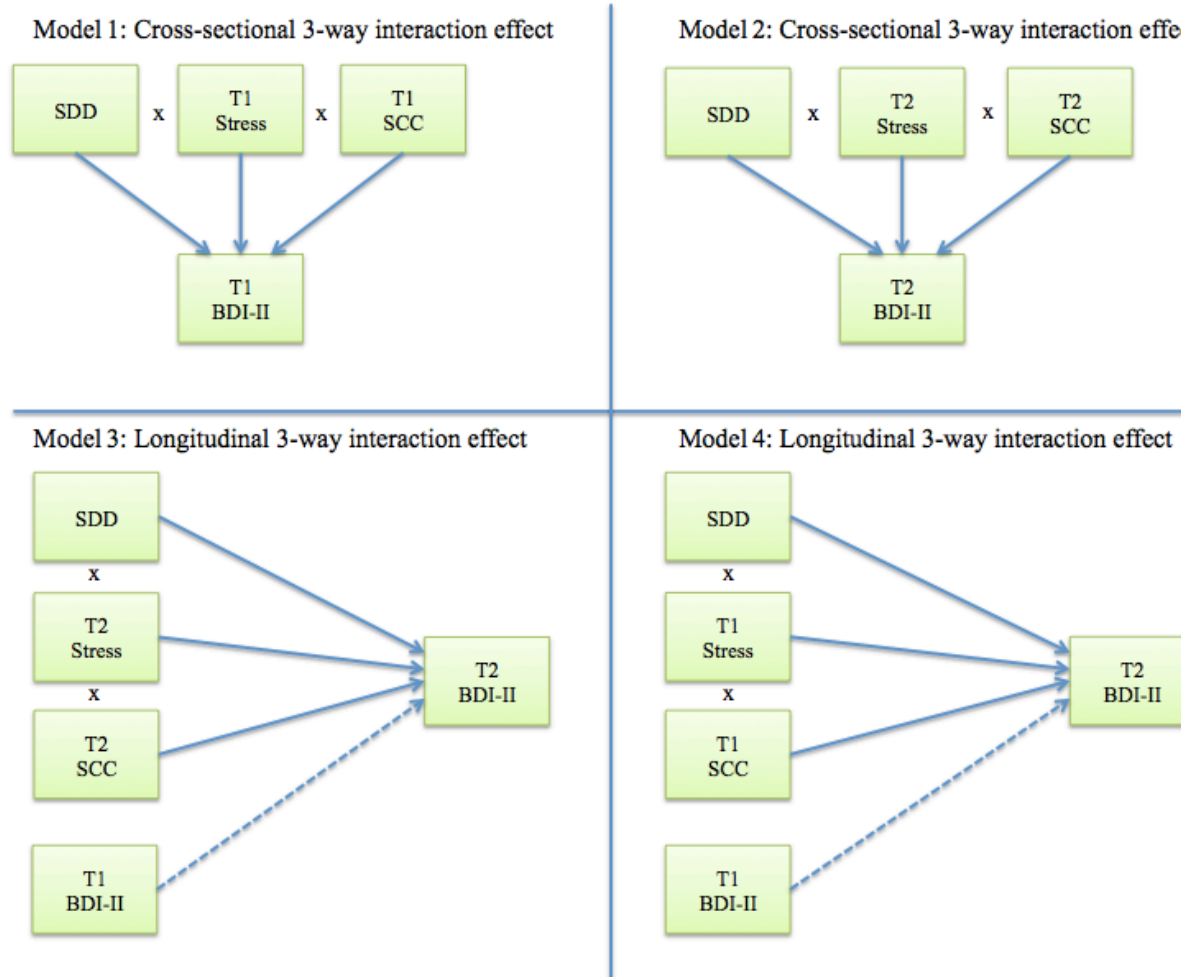 Model 1: Cross-sectional 3-way interaction effect
SDD
x
T1
Stress
x
T1
SCC
T1
BDI-II
Model 2: Cross-sectional 3-way interaction effe
SDD
x
T2
Stress
x
T2
SCC
T2
BDI-II
Model 3: Longitudinal 3-way interaction effect
SDD
x
T2
Stress
x
T2
SCC
T1
BDI-II
T2
BDI-II
Model 4: Longitudinal 3-way interaction effect
SDD
x
T1
Stress
x
T1
SCC
T1
BDI-II
T2
BDI-II